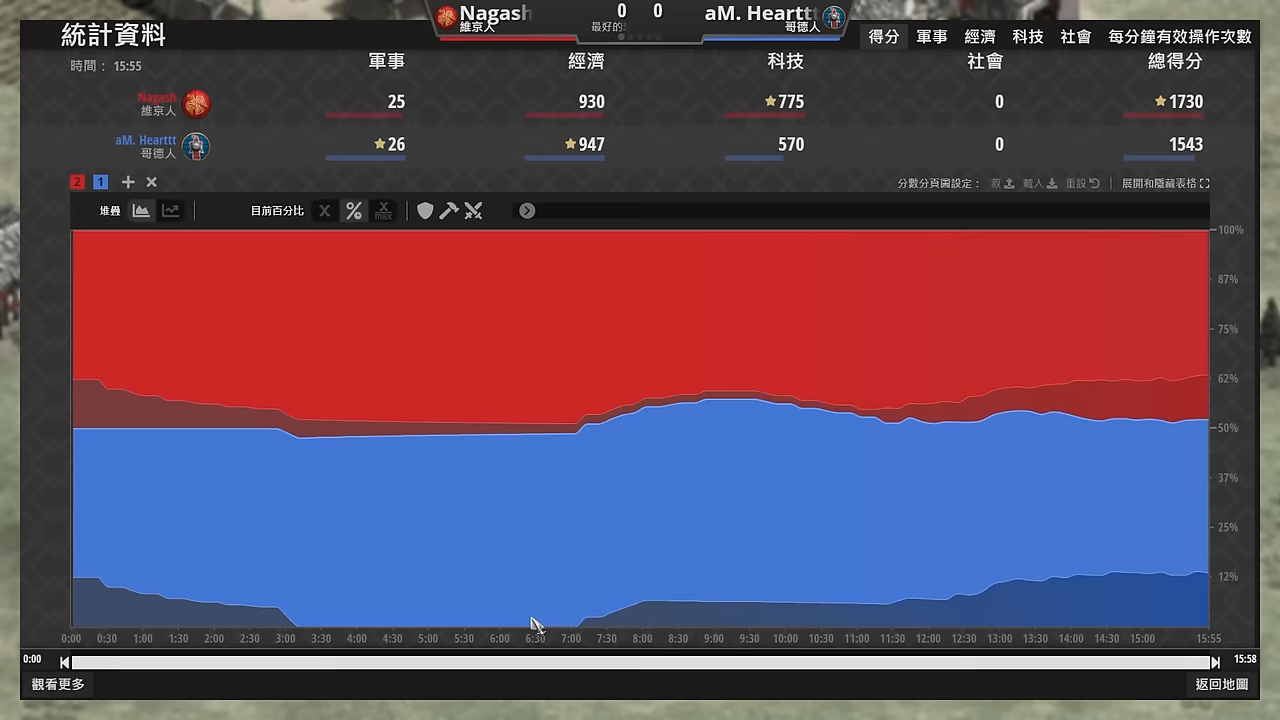 Nagash
0 0
aM. Hearttt
維京人
最好的
哥德人
統計資料
得分 軍事 經濟 科技 社會 每分鐘有效操作次數
時間： 15:55
軍事 經濟 科技 社會 總得分
Nagash
維京人
25 930 775 0 1730
aM. Hearttt
哥德人
26 947 570 0 1543
2 1
分數分頁圖設定： 載入 重設 展開和隱藏表格
堆疊 目前百分比 X % X max
100%
87%
75%
62%
50%
37%
25%
12%
0:00 0:30 1:00 1:30 2:00 2:30 3:00 3:30 4:00 4:30 5:00 5:30 6:00 6:30 7:00 7:30 8:00 8:30 9:00 9:30 10:00 10:30 11:00 11:30 12:00 12:30 13:00 13:30 14:00 14:30 15:00 15:55
0:00 15:58
觀看更多 返回地圖